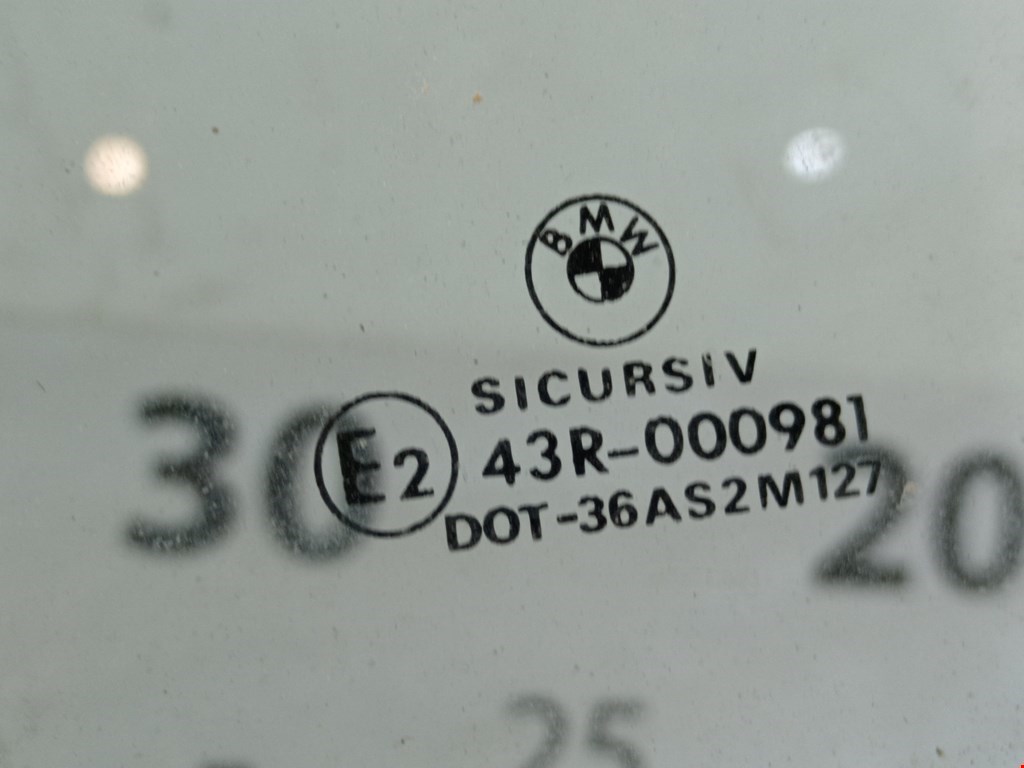 BMW
SICURSIV
E2 43R-000981
DOT-36AS2M127
30
20
25